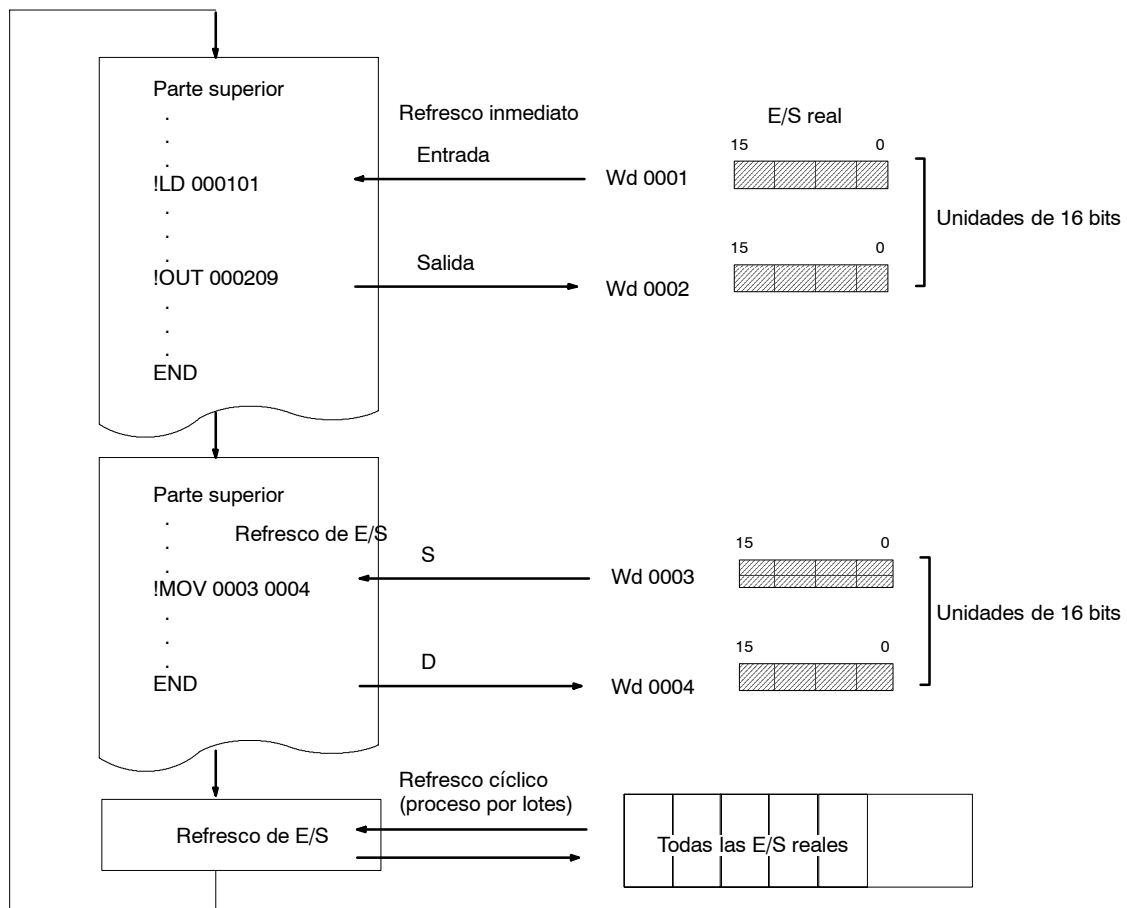 Parte superior
.
.
.
!LD 000101
.
.
.
!OUT 000209
.
.
.
END
Refresco inmediato
Entrada
Salida
E/S real
Wd 0001
15 0
Wd 0002
15 0
Unidades de 16 bits
Parte superior
.
.
.
Refresco de E/S
!MOV 0003 0004
.
.
.
END
S
D
Wd 0003
15 0
Wd 0004
15 0
Unidades de 16 bits
Refresco de E/S
Refresco cíclico
(proceso por lotes)
Todas las E/S reales